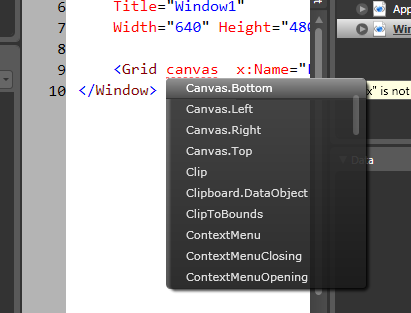 6 Title="Window1"
7 Width="640" Height="480
8
9 <Grid canvas x:Name="
10 </Window>
Canvas.Bottom
Canvas.Left
Canvas.Right
Canvas.Top
Clip
Clipboard.DataObject
ClipToBounds
ContextMenu
ContextMenuClosing
ContextMenuOpening
App
Win
x" is not
Data